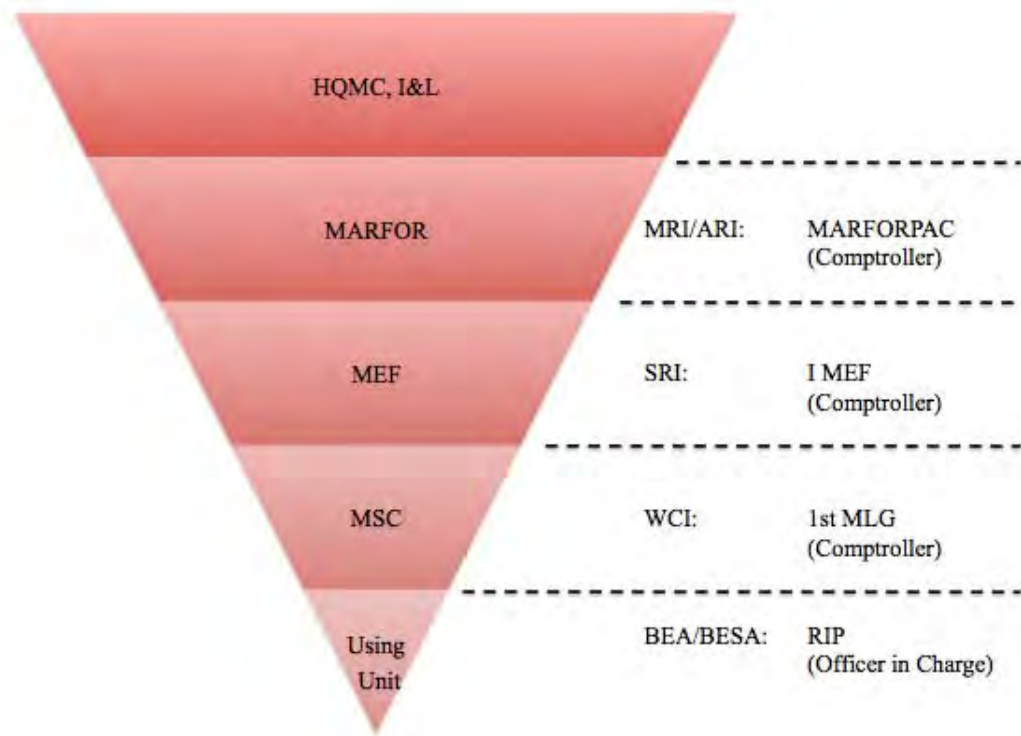 HQMC, I&L
MARFOR
MRI/ARI: MARFORPAC
(Comptroller)
MEF
SRI: I MEF
(Comptroller)
MSC
WCI: 1st MLG
(Comptroller)
Using
Unit
BEA/BESA: RIP
(Officer in Charge)